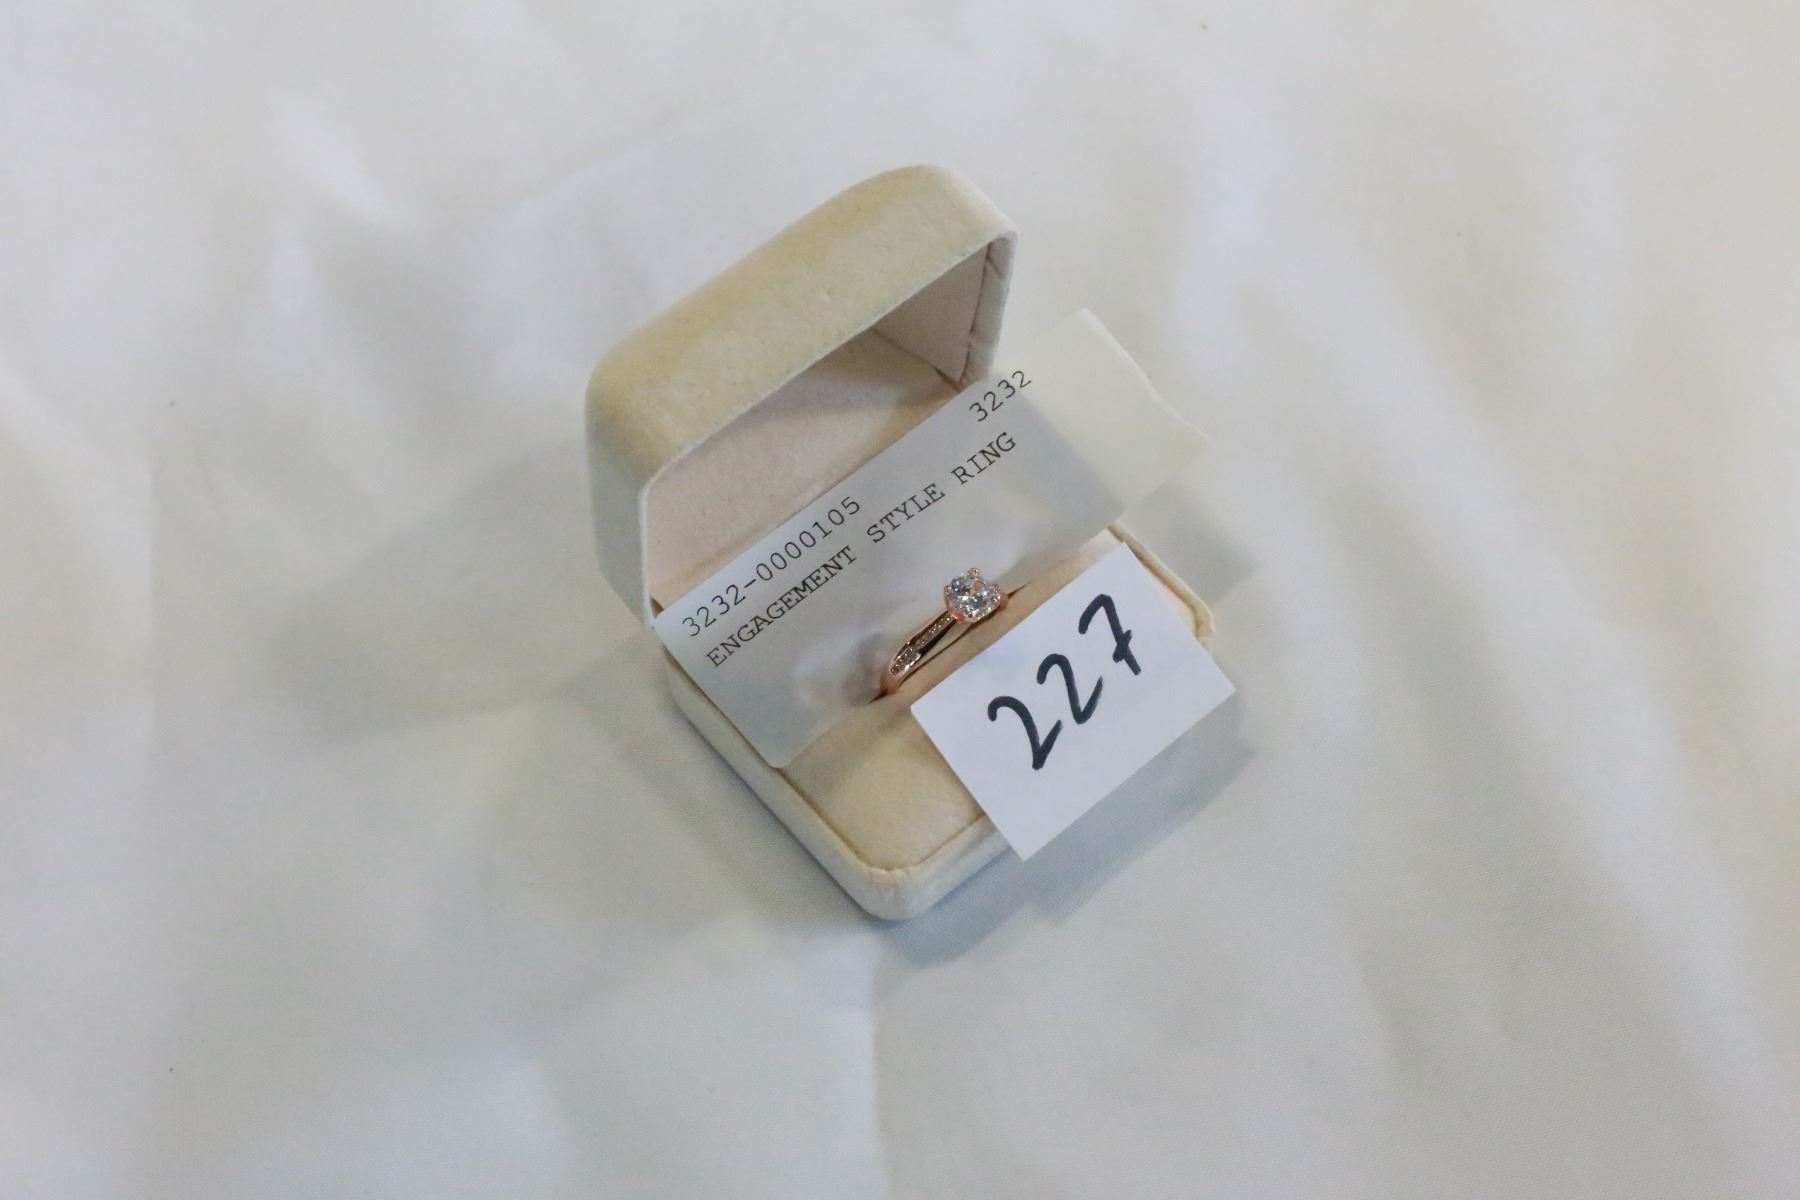 3232-0000105 3232
ENGAGEMENT STYLE RING
227